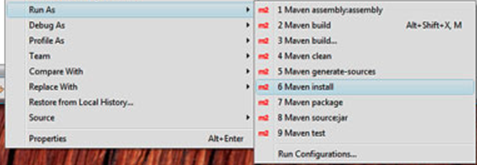 Run As
Debug As
Profile As
Team
Compare With
Replace With
Restore from Local History...
Source
Properties Alt+Enter
m2 1 Maven assembly:assembly
m2 2 Maven build Alt+Shift+X, M
m2 3 Maven build...
m2 4 Maven clean
m2 5 Maven generate-sources
m2 6 Maven install
m2 7 Maven package
m2 8 Maven source:jar
m2 9 Maven test
Run Configurations...